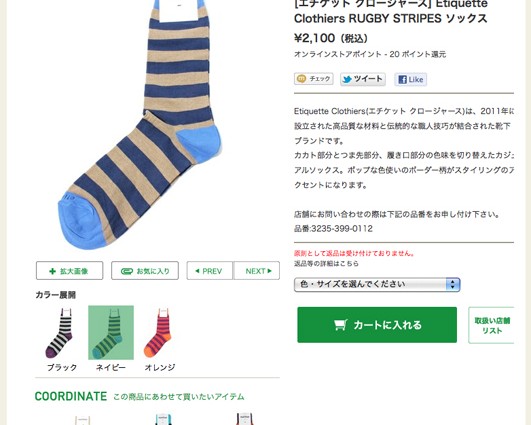 [エチケット クロージャース] Etiquette
Clothiers RUGBY STRIPES ソックス
¥2,100（税込）
オンラインストアポイント - 20 ポイント還元
チェック
ツイート
Like
Etiquette Clothiers(エチケット クロージャース)は、2011年に
設立された高品質な材料と伝統的な職人技巧が結合された靴下
ブランドです。
カカト部分とつま先部分、履き口部分の色味を切り替えたカジュ
アルソックス。ポップな色使いのボーダー柄がスタイリングのア
クセントになります。
店舗にお問い合わせの際は下記の品番をお申し付け下さい。
品番:3235-399-0112
原則として返品は受け付けておりません。
返品等の詳細はこちら
色・サイズを選んでください
カートに入れる
取扱い店舗
リスト
拡大画像
お気に入り
PREV
NEXT
カラー展開
ブラック
ネイビー
オレンジ
COORDINATE この商品にあわせて買いたいアイテム